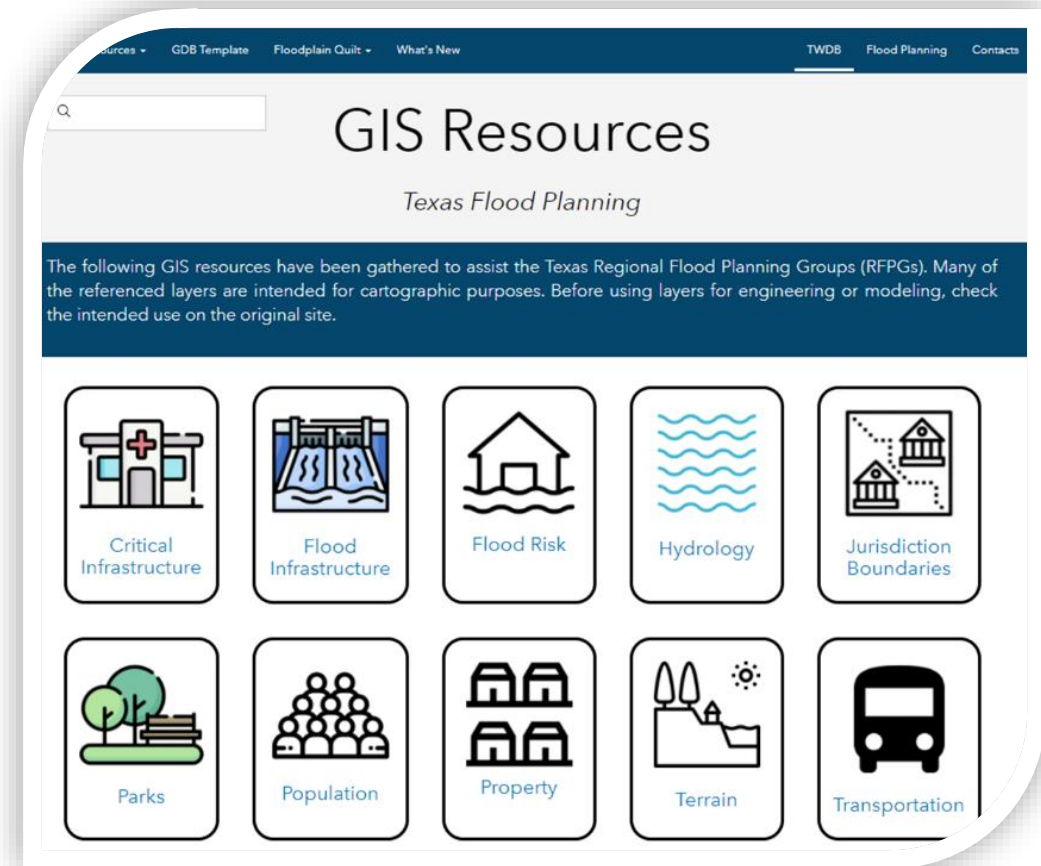 GDB Template Floodplain Quilt What's New TWDB Flood Planning Contacts
GIS Resources
Texas Flood Planning
The following GIS resources have been gathered to assist the Texas Regional Flood Planning Groups (RFPGs). Many of
the referenced layers are intended for cartographic purposes. Before using layers for engineering or modeling, check
the intended use on the original site.
Critical
Infrastructure
Flood
Infrastructure
Flood Risk
Hydrology
Jurisdiction
Boundaries
Parks
Population
Property
Terrain
Transportation